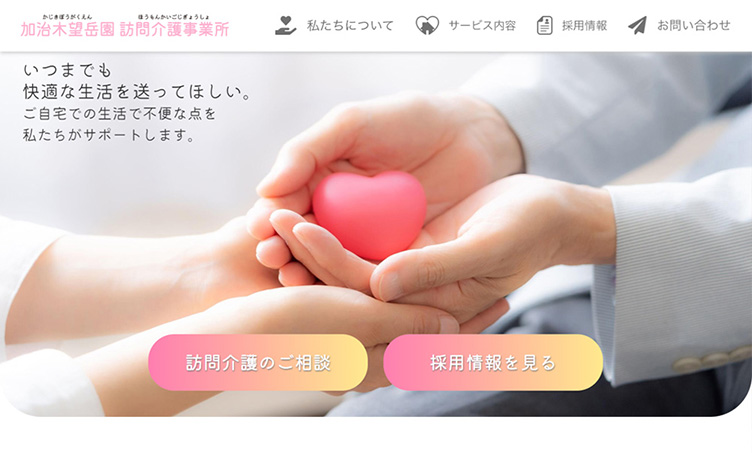 かじきぼうがくえん ほうもんかいごじぎょうしょ
加治木望岳園 訪問介護事業所
私たちについて
サービス内容
採用情報
お問い合わせ
いつまでも
快適な生活を送ってほしい。
ご自宅での生活で不便な点を
私たちがサポートします。
訪問介護のご相談
採用情報を見る